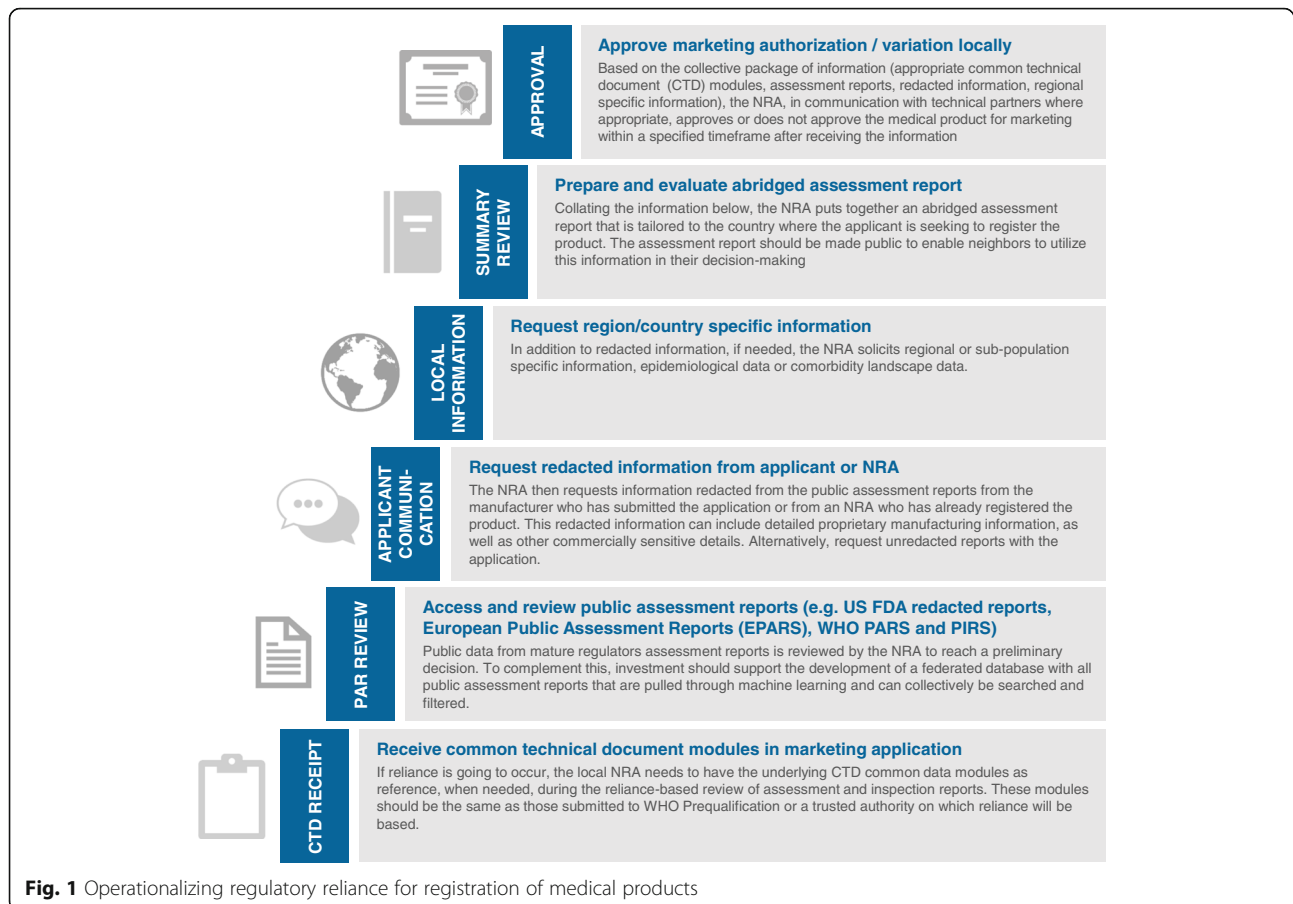 APPROVAL
Approve marketing authorization / variation locally
Based on the collective package of information (appropriate common technical
document (CTD) modules, assessment reports, redacted information, regional
specific information), the NRA, in communication with technical partners where
appropriate, approves or does not approve the medical product for marketing
within a specified timeframe after receiving the information
SUMMARY
REVIEW
Prepare and evaluate abridged assessment report
Collating the information below, the NRA puts together an abridged assessment
report that is tailored to the country where the applicant is seeking to register the
product. The assessment report should be made public to enable neighbors to utilize
this information in their decision-making
LOCAL
INFORMATION
Request region/country specific information
In addition to redacted information, if needed, the NRA solicits regional or sub-population
specific information, epidemiological data or comorbidity landscape data.
APPLICANT
COMMUNI-
CATION
Request redacted information from applicant or NRA
The NRA then requests information redacted from the public assessment reports from the
manufacturer who has submitted the application or from an NRA who has already registered the
product. This redacted information can include detailed proprietary manufacturing information, as
well as other commercially sensitive details. Alternatively, request unredacted reports with the
application.
PAR REVIEW
Access and review public assessment reports (e.g. US FDA redacted reports,
European Public Assessment Reports (EPARS), WHO PARS and PIRS)
Public data from mature regulators assessment reports is reviewed by the NRA to reach a preliminary
decision. To complement this, investment should support the development of a federated database with all
public assessment reports that are pulled through machine learning and can collectively be searched and
filtered.
CTD RECEIPT
Receive common technical document modules in marketing application
If reliance is going to occur, the local NRA needs to have the underlying CTD common data modules as
reference, when needed, during the reliance-based review of assessment and inspection reports. These modules
should be the same as those submitted to WHO Prequalification or a trusted authority on which reliance will be
based.
Fig. 1 Operationalizing regulatory reliance for registration of medical products